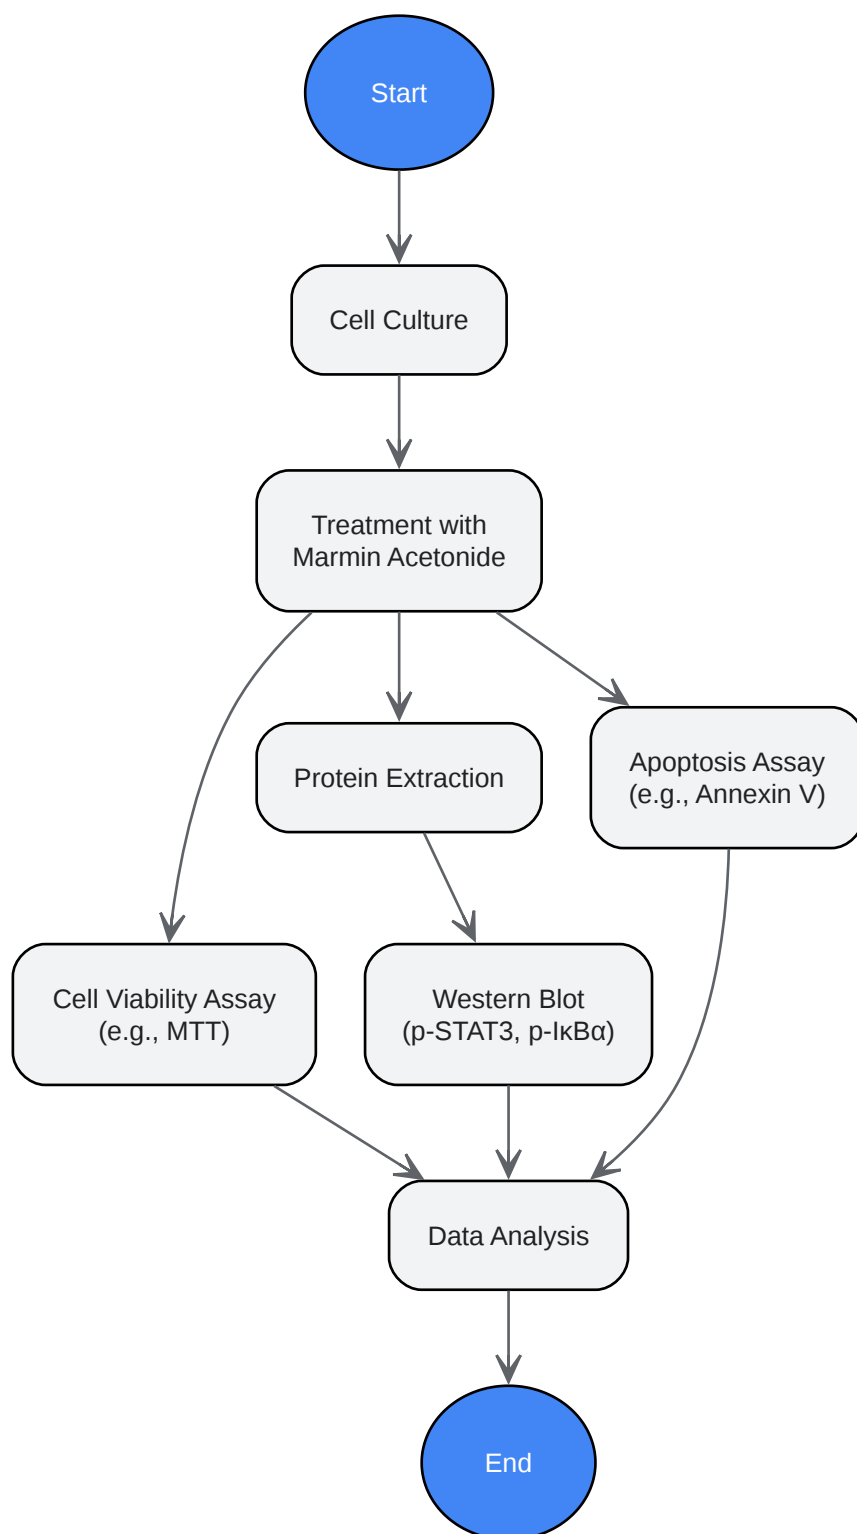 Start
Cell Culture
Treatment with
Marmin Acetonide
Protein Extraction
Apoptosis Assay
(e.g., Annexin V)
Cell Viability Assay
(e.g., MTT)
Western Blot
(p-STAT3, p-IκBα)
Data Analysis
End